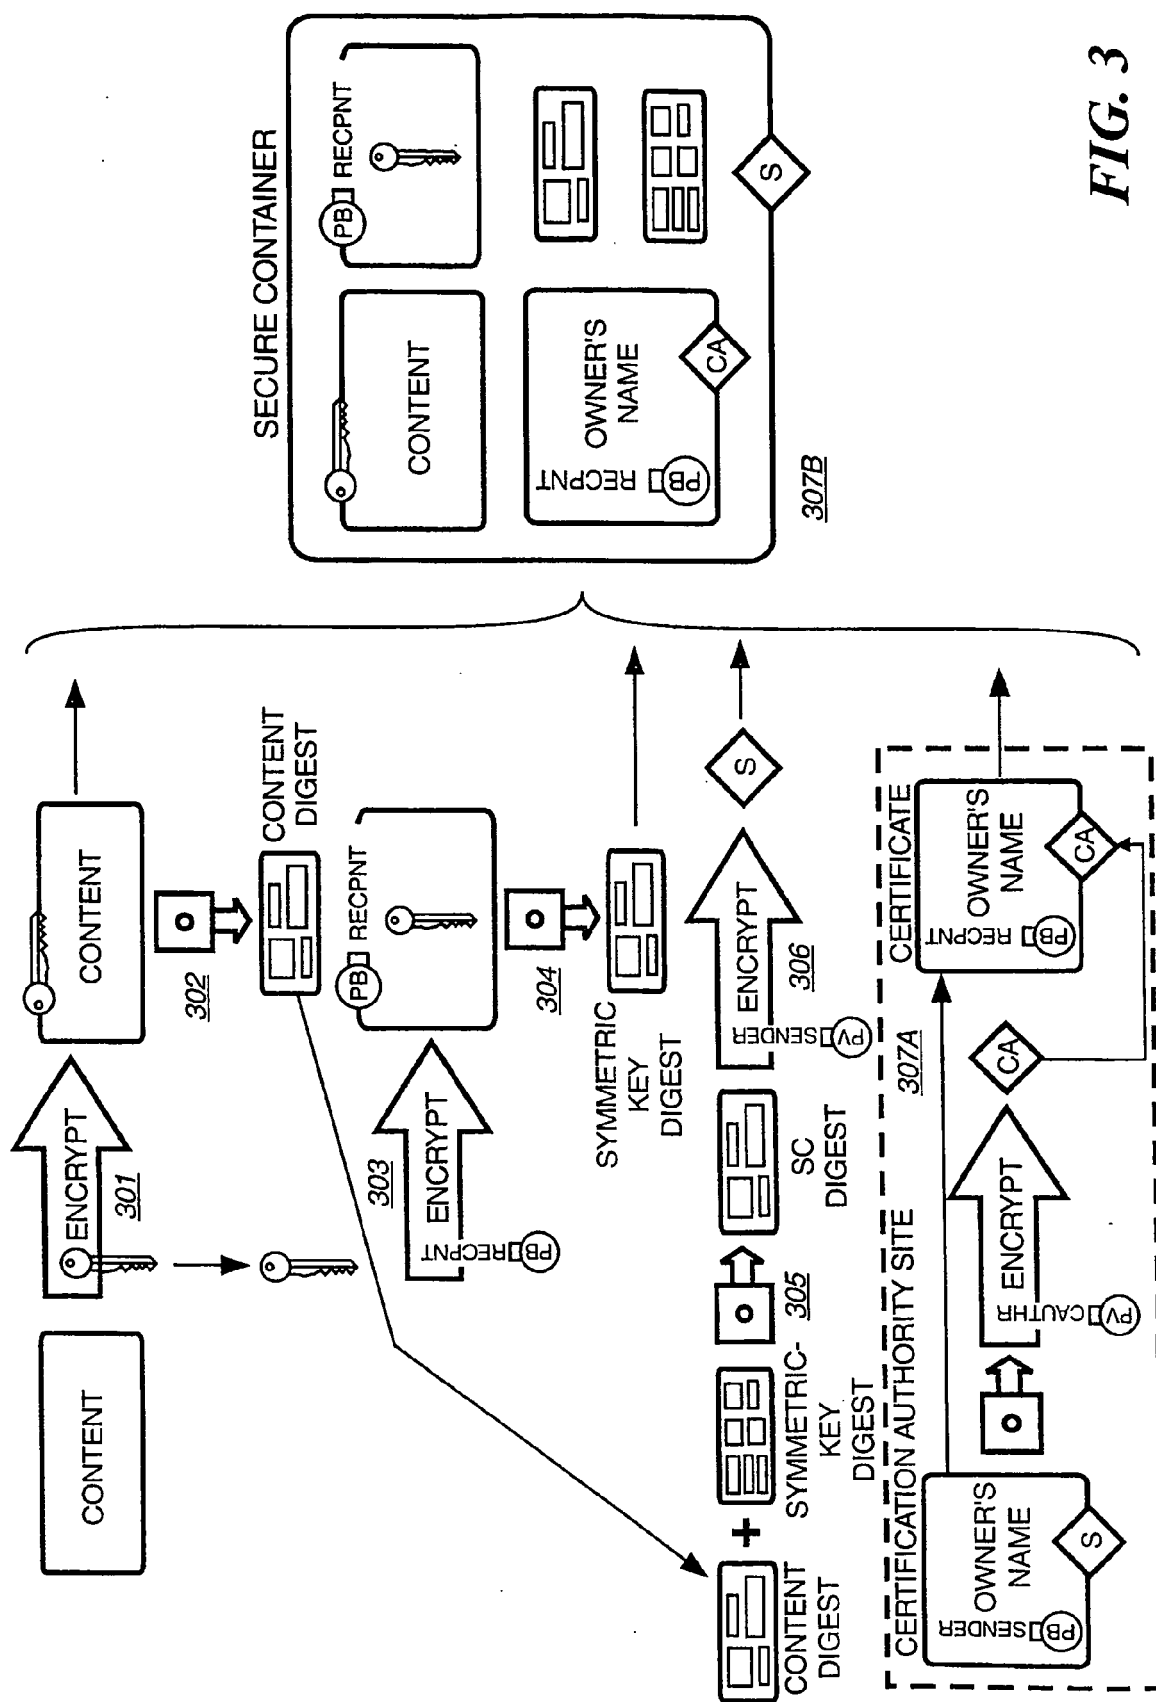 CONTENT
ENCRYPT
301
CONTENT
302
CONTENT
DIGEST
303
ENCRYPT
PB RECPNT
PB RECPNT
304
SYMMETRIC
KEY
DIGEST
CONTENT
DIGEST
+
SYMMETRIC-
KEY
DIGEST
305
SC
DIGEST
ENCRYPT
306
PV SENDER
S
CERTIFICATION AUTHORITY SITE
OWNER'S
NAME
PB SENDER
S
ENCRYPT
PV CAUTHR
CA
307A
CERTIFICATE
OWNER'S
NAME
PB RECPNT
CA
SECURE CONTAINER
CONTENT
PB RECPNT
OWNER'S
NAME
PB RECPNT
CA
S
307B
FIG. 3